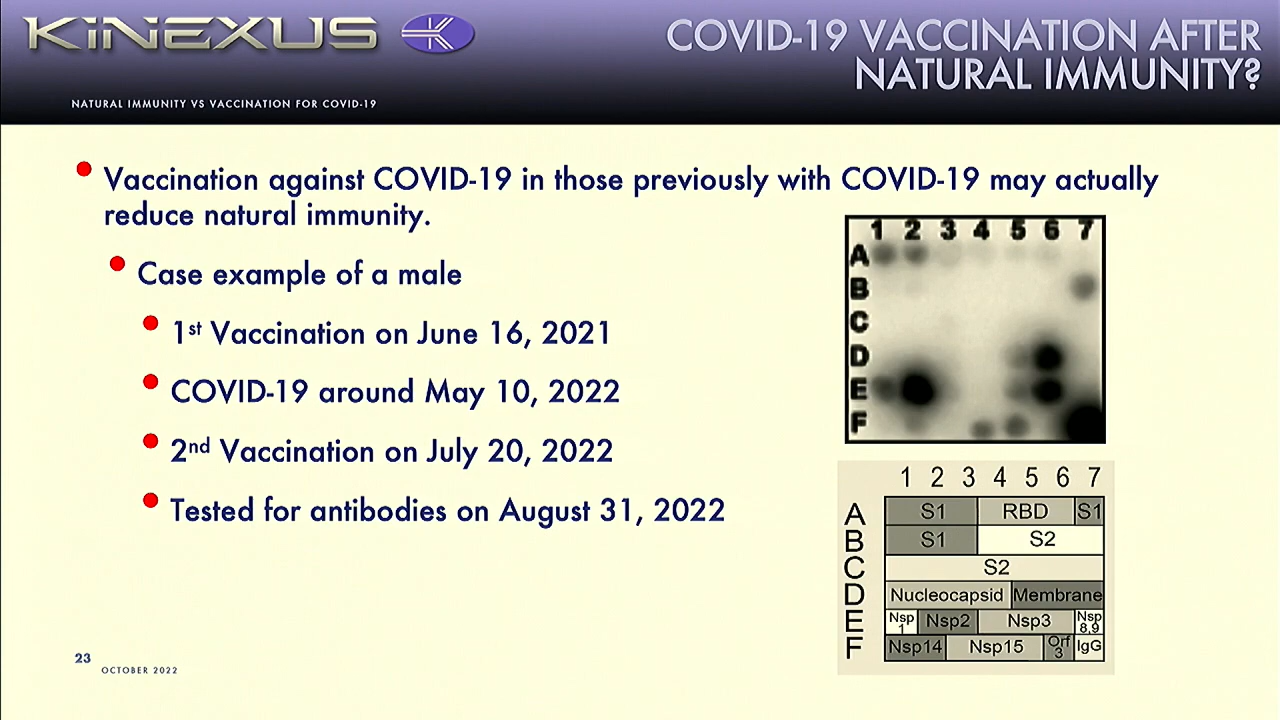 KiNEXUS
COVID-19 VACCINATION AFTER
NATURAL IMMUNITY?
NATURAL IMMUNITY VS VACCINATION FOR COVID-19
• Vaccination against COVID-19 in those previously with COVID-19 may actually
reduce natural immunity.
• Case example of a male
• 1st Vaccination on June 16, 2021
• COVID-19 around May 10, 2022
• 2nd Vaccination on July 20, 2022
• Tested for antibodies on August 31, 2022
1 2 3 4 5 6 7
A
B
C
D
E
F
1 2 3 4 5 6 7
A S1 RBD S1
B S1 S2
C S2
D Nucleocapsid Membrane
E Nsp 1 Nsp2 Nsp3 Nsp 8,9
F Nsp14 Nsp15 Orf 3 IgG
23
OCTOBER 2022